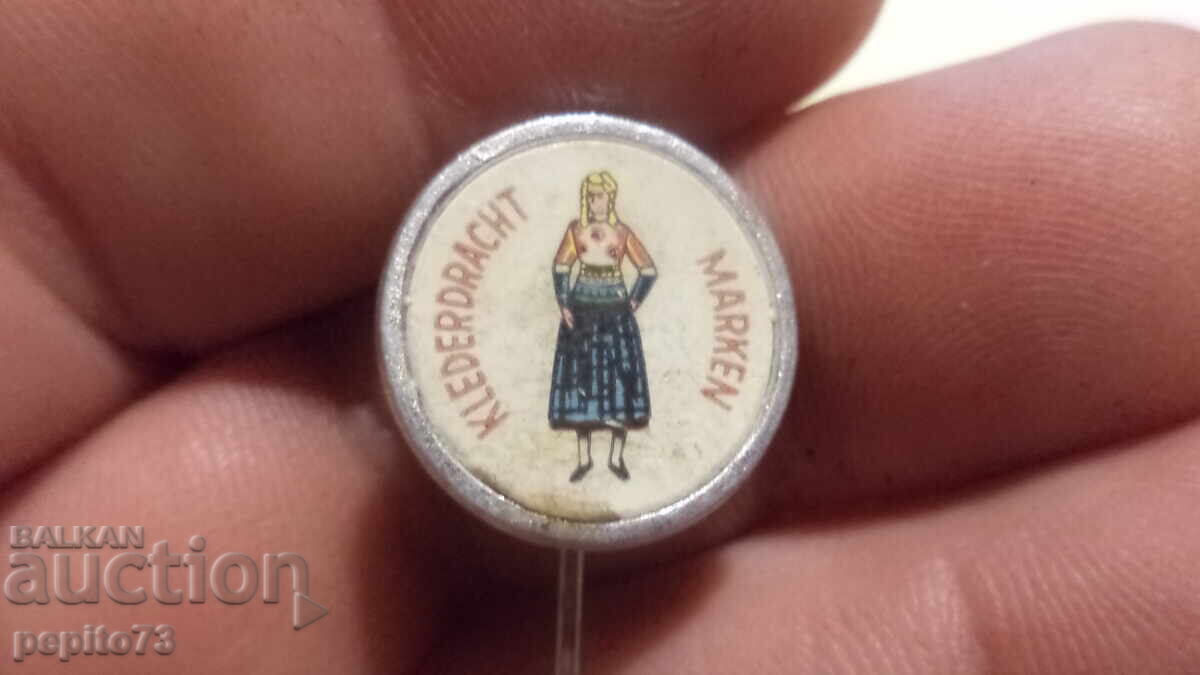 KLEDERDRACHT
MARKEN
BALKAN
auction
pepito73